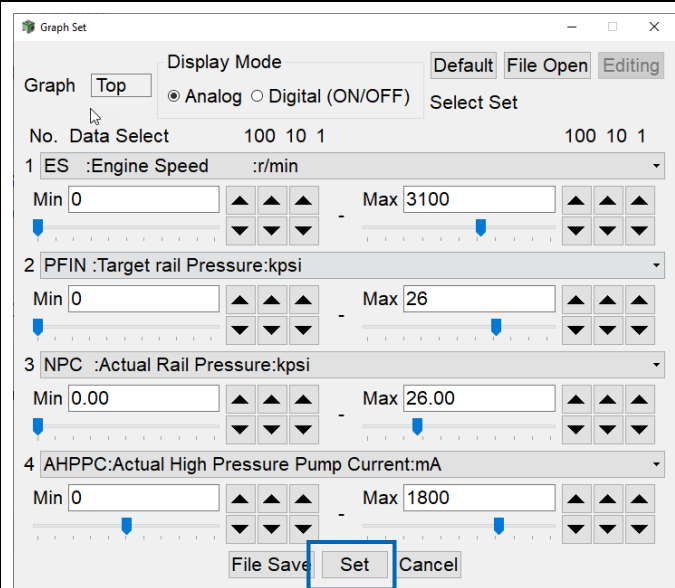 Graph Set
Display Mode
Default File Open Editing
Graph Top
Analog Digital (ON/OFF)
Select Set
No. Data Select 100 10 1 100 10 1
1 ES :Engine Speed :r/min
Min 0 - Max 3100
2 PFIN :Target rail Pressure:kpsi
Min 0 - Max 26
3 NPC :Actual Rail Pressure:kpsi
Min 0.00 - Max 26.00
4 AHPPC:Actual High Pressure Pump Current:mA
Min 0 - Max 1800
File Save Set Cancel